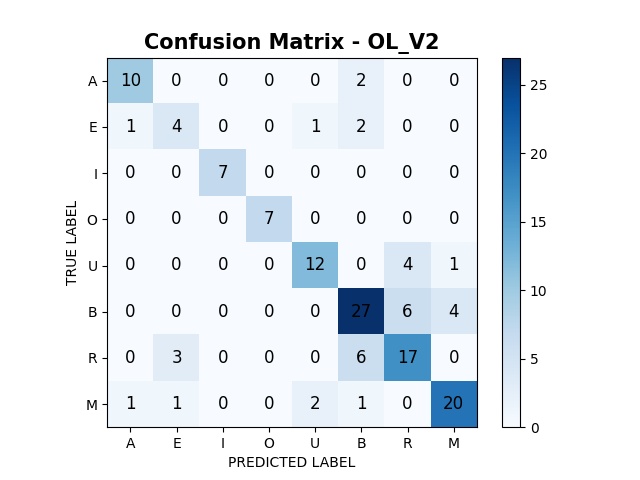 Confusion Matrix - OL_V2
A 10 0 0 0 0 2 0 0
E 1 4 0 0 1 2 0 0
I 0 0 7 0 0 0 0 0
O 0 0 0 7 0 0 0 0
U 0 0 0 0 12 0 4 1
B 0 0 0 0 0 27 6 4
R 0 3 0 0 0 6 17 0
M 1 1 0 0 2 1 0 20
A E I O U B R M
TRUE LABEL
PREDICTED LABEL
25
20
15
10
5
0